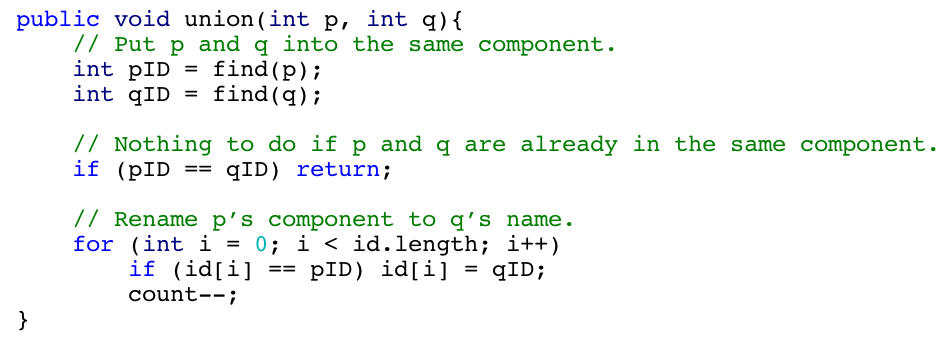 public void union(int p, int q){
    // Put p and q into the same component.
    int pID = find(p);
    int qID = find(q);

    // Nothing to do if p and q are already in the same component.
    if (pID == qID) return;

    // Rename p’s component to q’s name.
    for (int i = 0; i < id.length; i++)
        if (id[i] == pID) id[i] = qID;
        count--;
}